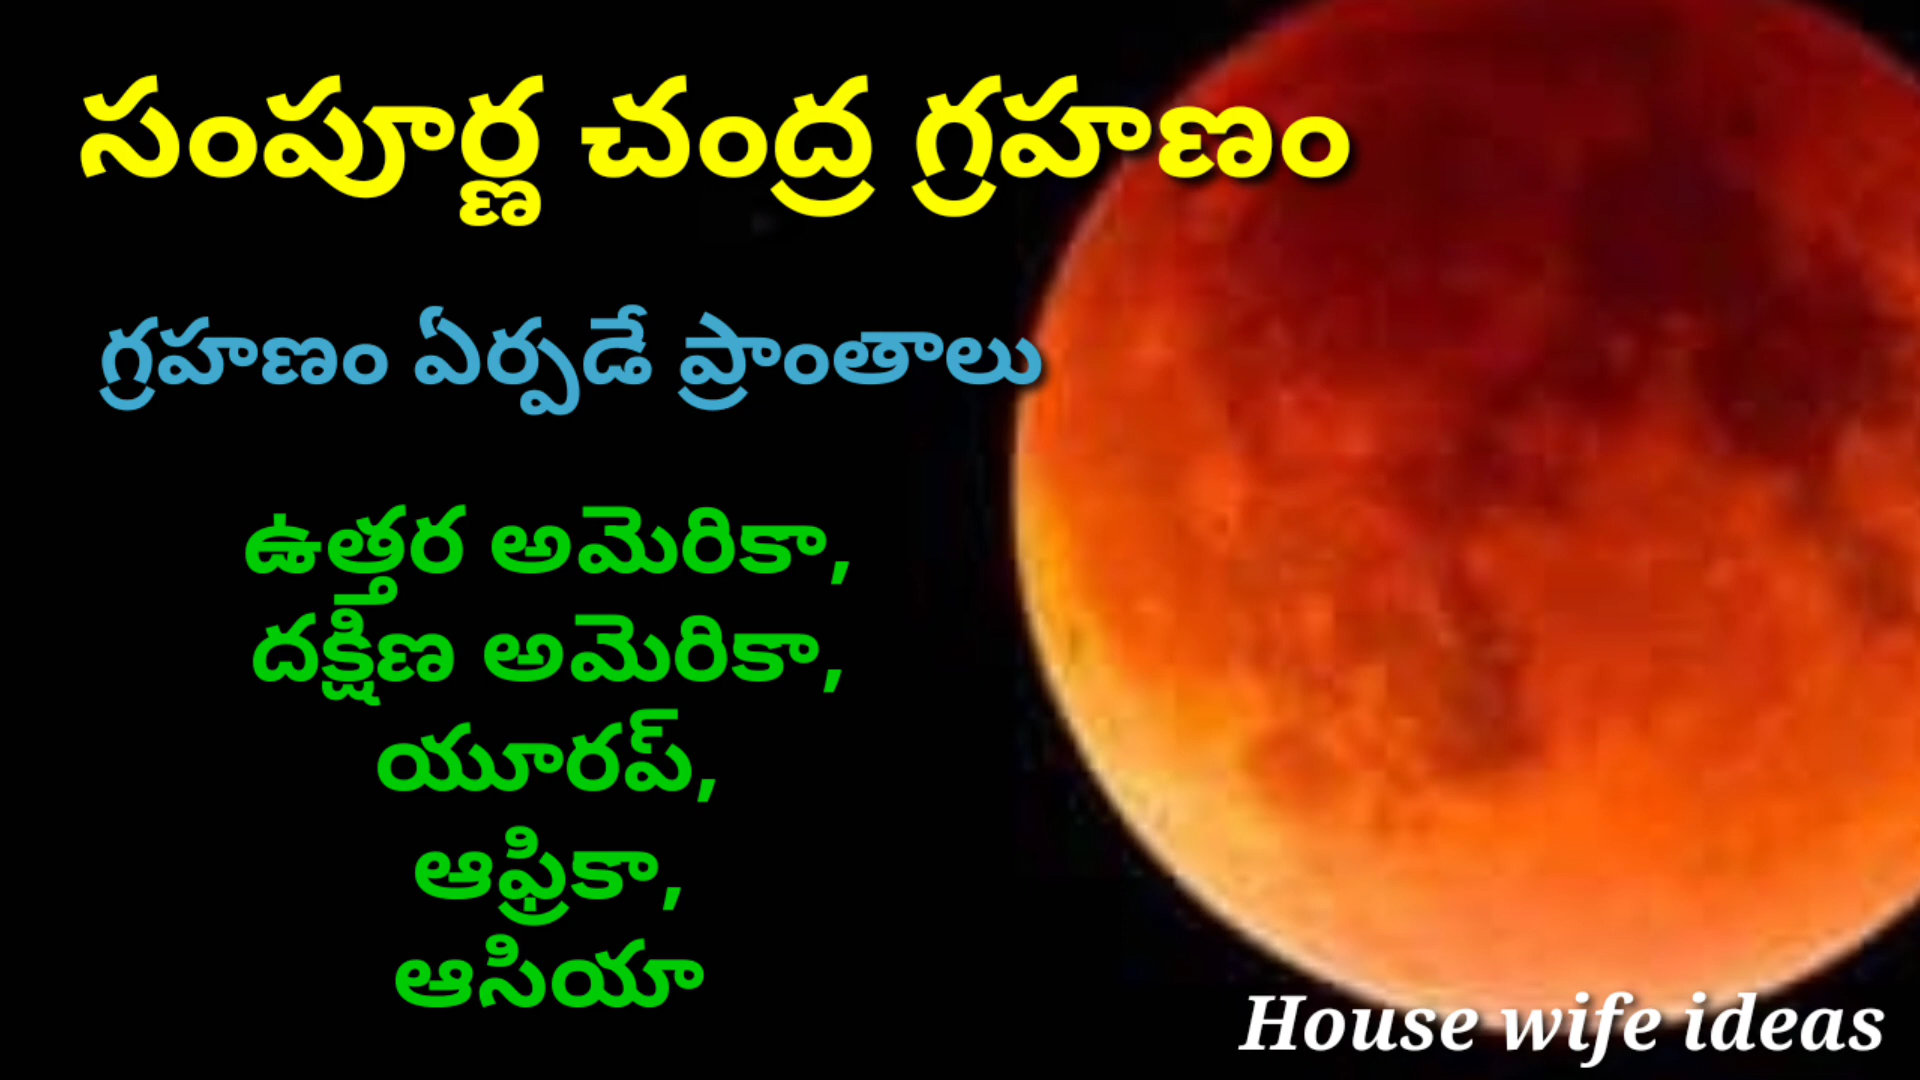 సంపూర్ణ చంద్ర గ్రహణం
గ్రహణం ఏర్పడే ప్రాంతాలు
ఉత్తర అమెరికా,
దక్షిణ అమెరికా,
యూరప్,
ఆఫ్రికా,
ఆసియా
House wife ideas